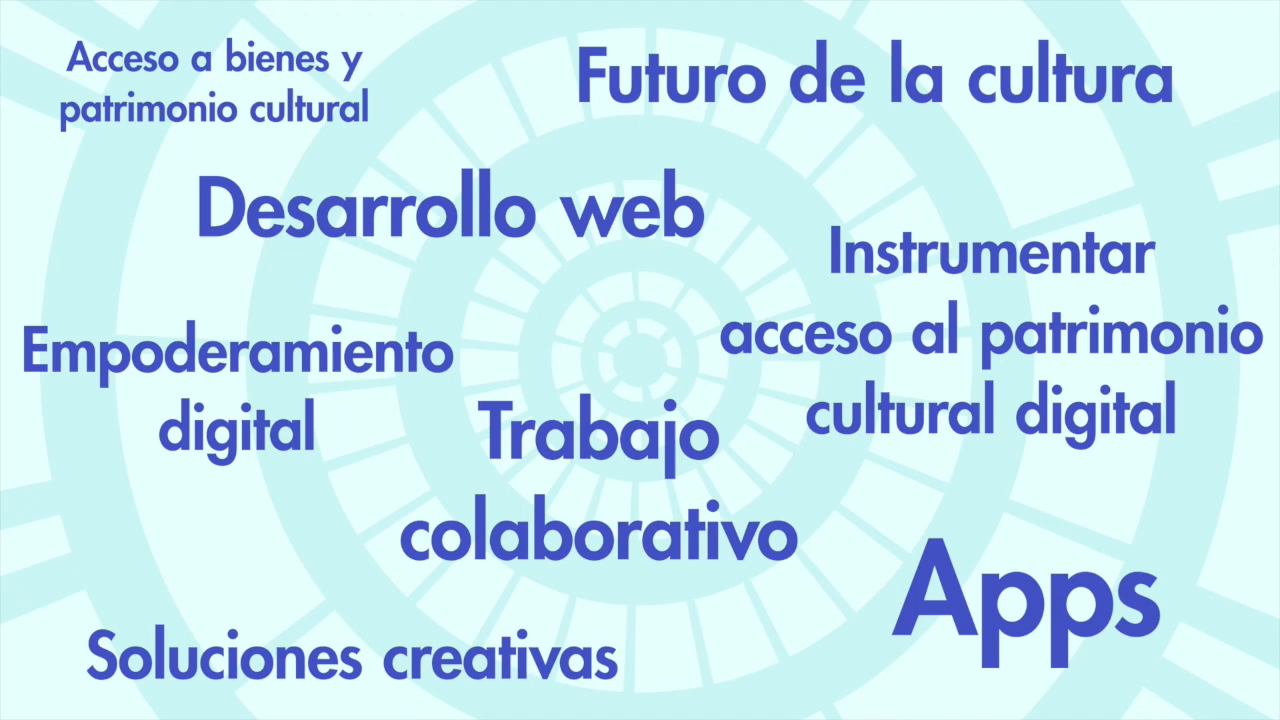 Acceso a bienes y
patrimonio cultural
Futuro de la cultura
Desarrollo web
Instrumentar
acceso al patrimonio
cultural digital
Empoderamiento
digital
Trabajo
colaborativo
Apps
Soluciones creativas